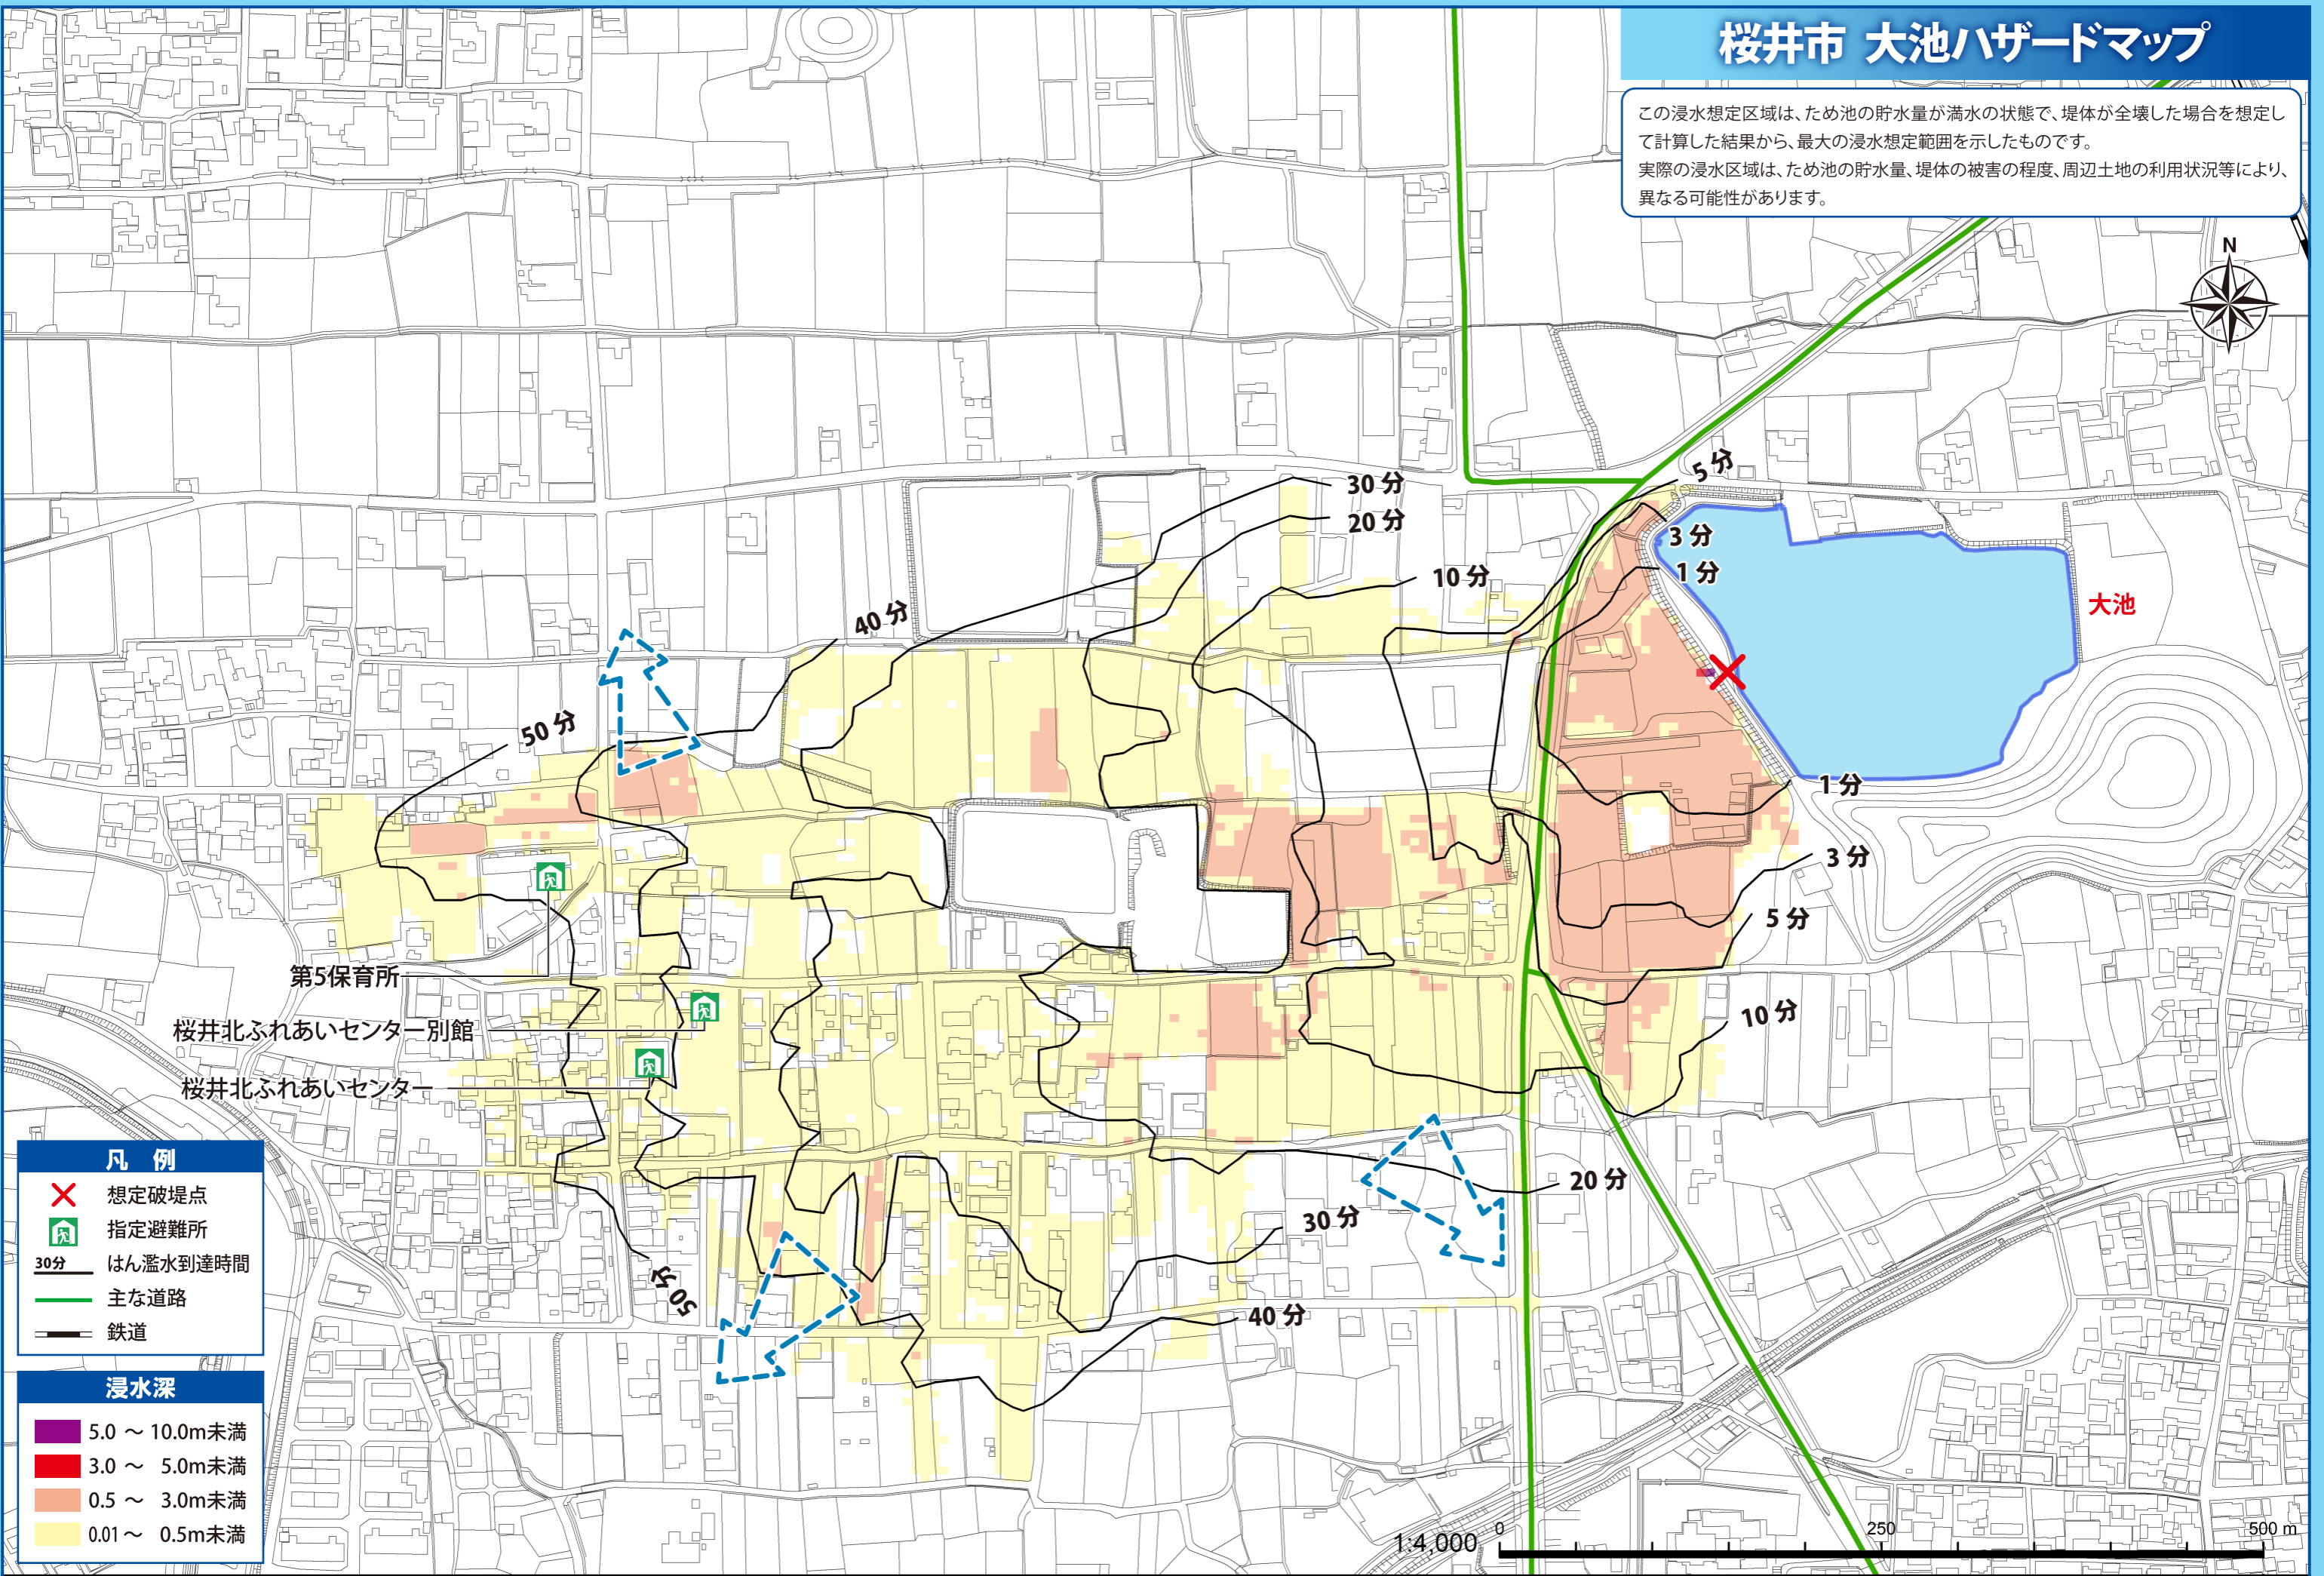 桜井市 大池ハザードマップ
この浸水想定区域は、ため池の貯水量が満水の状態で、堤体が全壊した場合を想定し
て計算した結果から、最大の浸水想定範囲を示したものです。
実際の浸水区域は、ため池の貯水量、堤体の被害の程度、周辺土地の利用状況等により、
異なる可能性があります。
N
5分
30分
20分
3分
10分
1分
大池
40分
50分
1分
3分
5分
第5保育所
10分
桜井北ふれあいセンター別館
桜井北ふれあいセンター
20分
30分
50分
40分
凡 例
想定破堤点
指定避難所
30分 はん濫水到達時間
主な道路
鉄道
浸水深
5.0 ～ 10.0m未満
3.0 ～ 5.0m未満
0.5 ～ 3.0m未満
0.01～ 0.5m未満
1:4,000 0 250 500 m